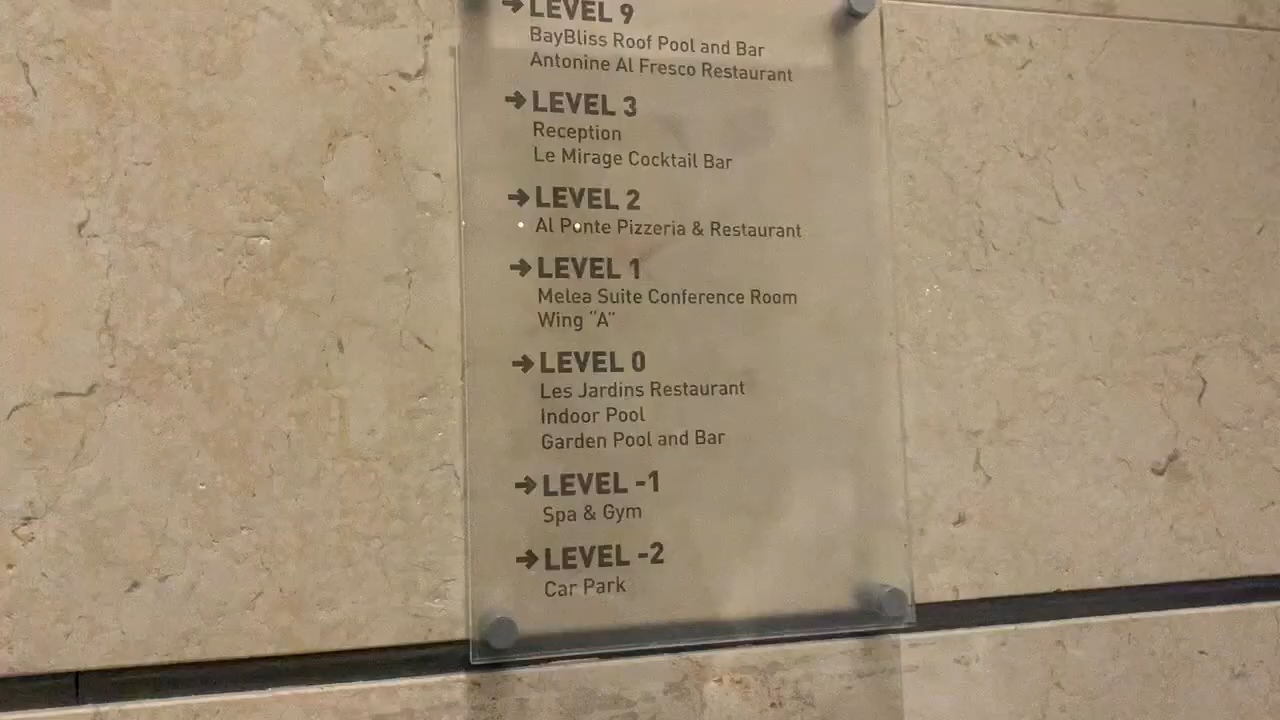 → LEVEL 9
BayBliss Roof Pool and Bar
Antonine Al Fresco Restaurant
→ LEVEL 3
Reception
Le Mirage Cocktail Bar
→ LEVEL 2
Al Ponte Pizzeria & Restaurant
→ LEVEL 1
Melea Suite Conference Room
Wing "A"
→ LEVEL 0
Les Jardins Restaurant
Indoor Pool
Garden Pool and Bar
→ LEVEL -1
Spa & Gym
→ LEVEL -2
Car Park